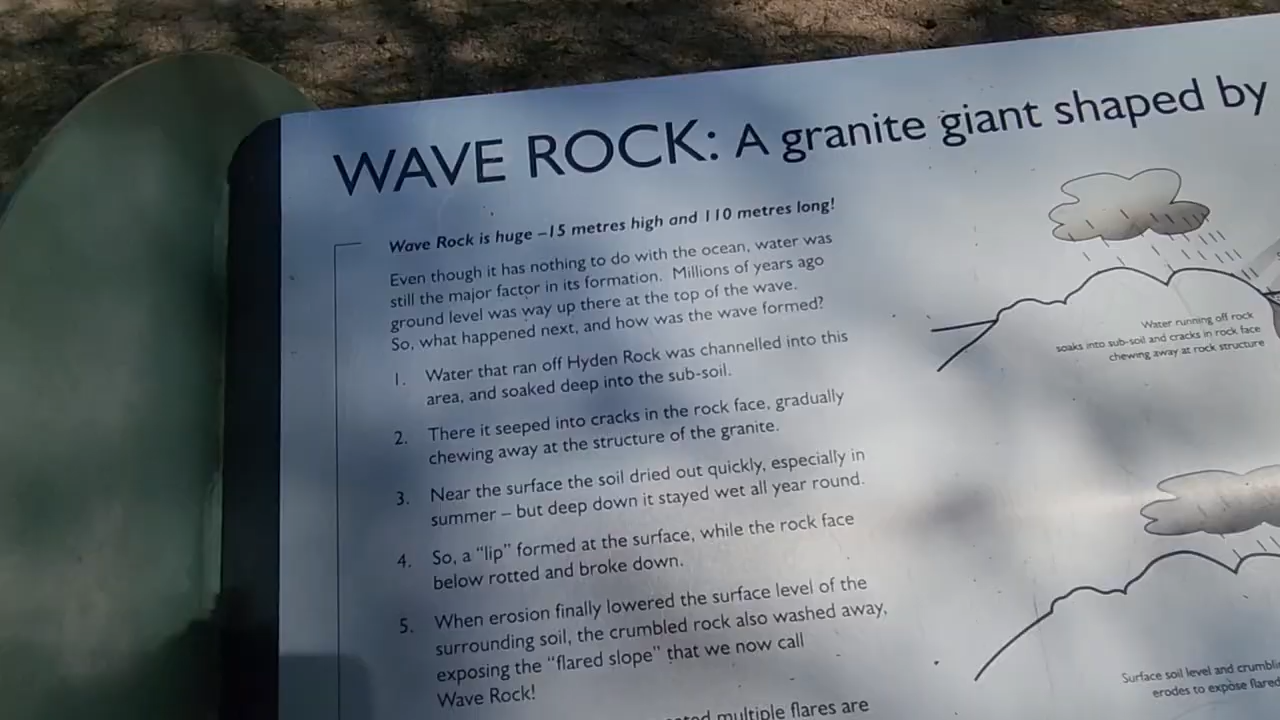 WAVE ROCK: A granite giant shaped by
Wave Rock is huge –15 metres high and 110 metres long!
Even though it has nothing to do with the ocean, water was
still the major factor in its formation. Millions of years ago
ground level was way up there at the top of the wave.
So, what happened next, and how was the wave formed?
1. Water that ran off Hyden Rock was channelled into this
area, and soaked deep into the sub-soil.
2. There it seeped into cracks in the rock face, gradually
chewing away at the structure of the granite.
3. Near the surface the soil dried out quickly, especially in
summer – but deep down it stayed wet all year round.
4. So, a “lip” formed at the surface, while the rock face
below rotted and broke down.
5. When erosion finally lowered the surface level of the
surrounding soil, the crumbled rock also washed away,
exposing the “flared slope” that we now call
Wave Rock!
multiple flares are
Water running off rock
soaks into sub-soil and cracks in rock face
chewing away at rock structure
Surface soil level and
erodes to expose flared